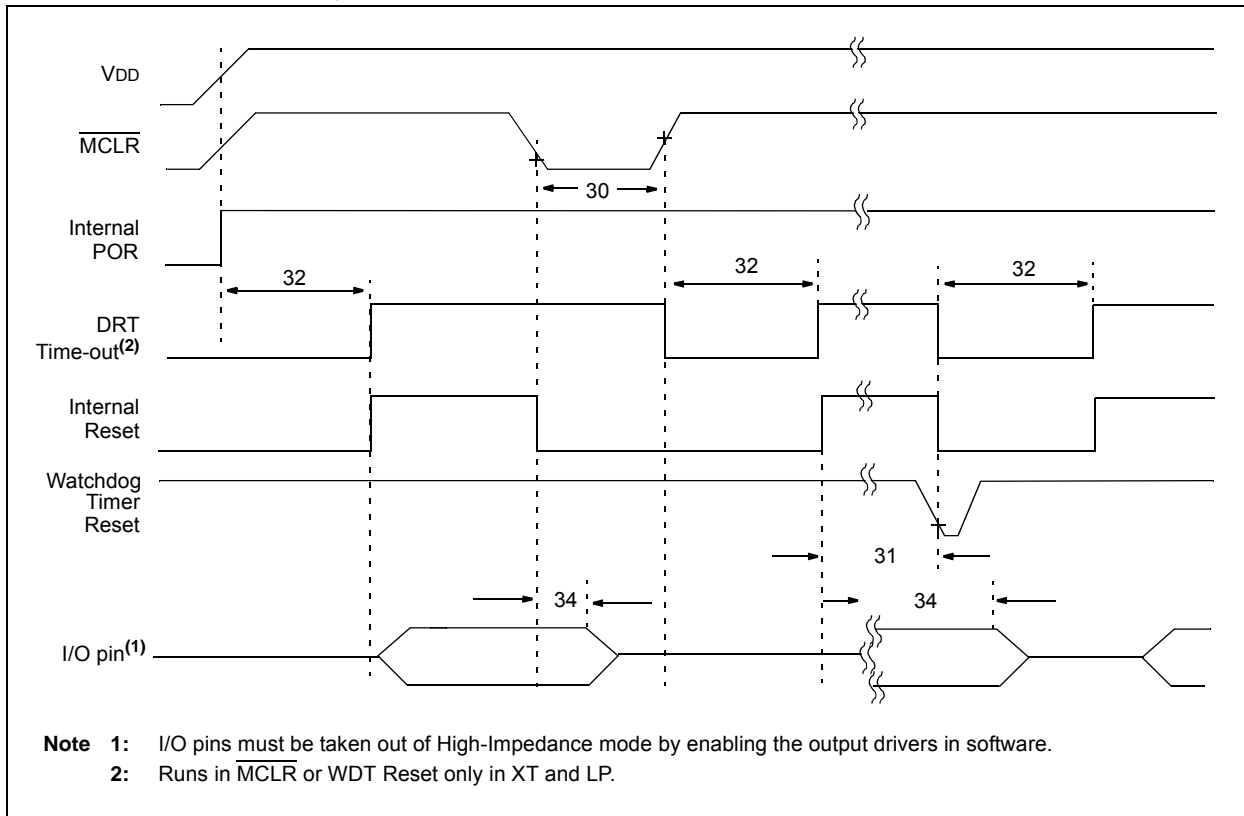 VDD
MCLR
30
Internal
POR
32
32
32
DRT
Time-out(2)
Internal
Reset
Watchdog
Timer
Reset
31
34
34
I/O pin(1)
Note 1: I/O pins must be taken out of High-Impedance mode by enabling the output drivers in software.
2: Runs in MCLR or WDT Reset only in XT and LP.